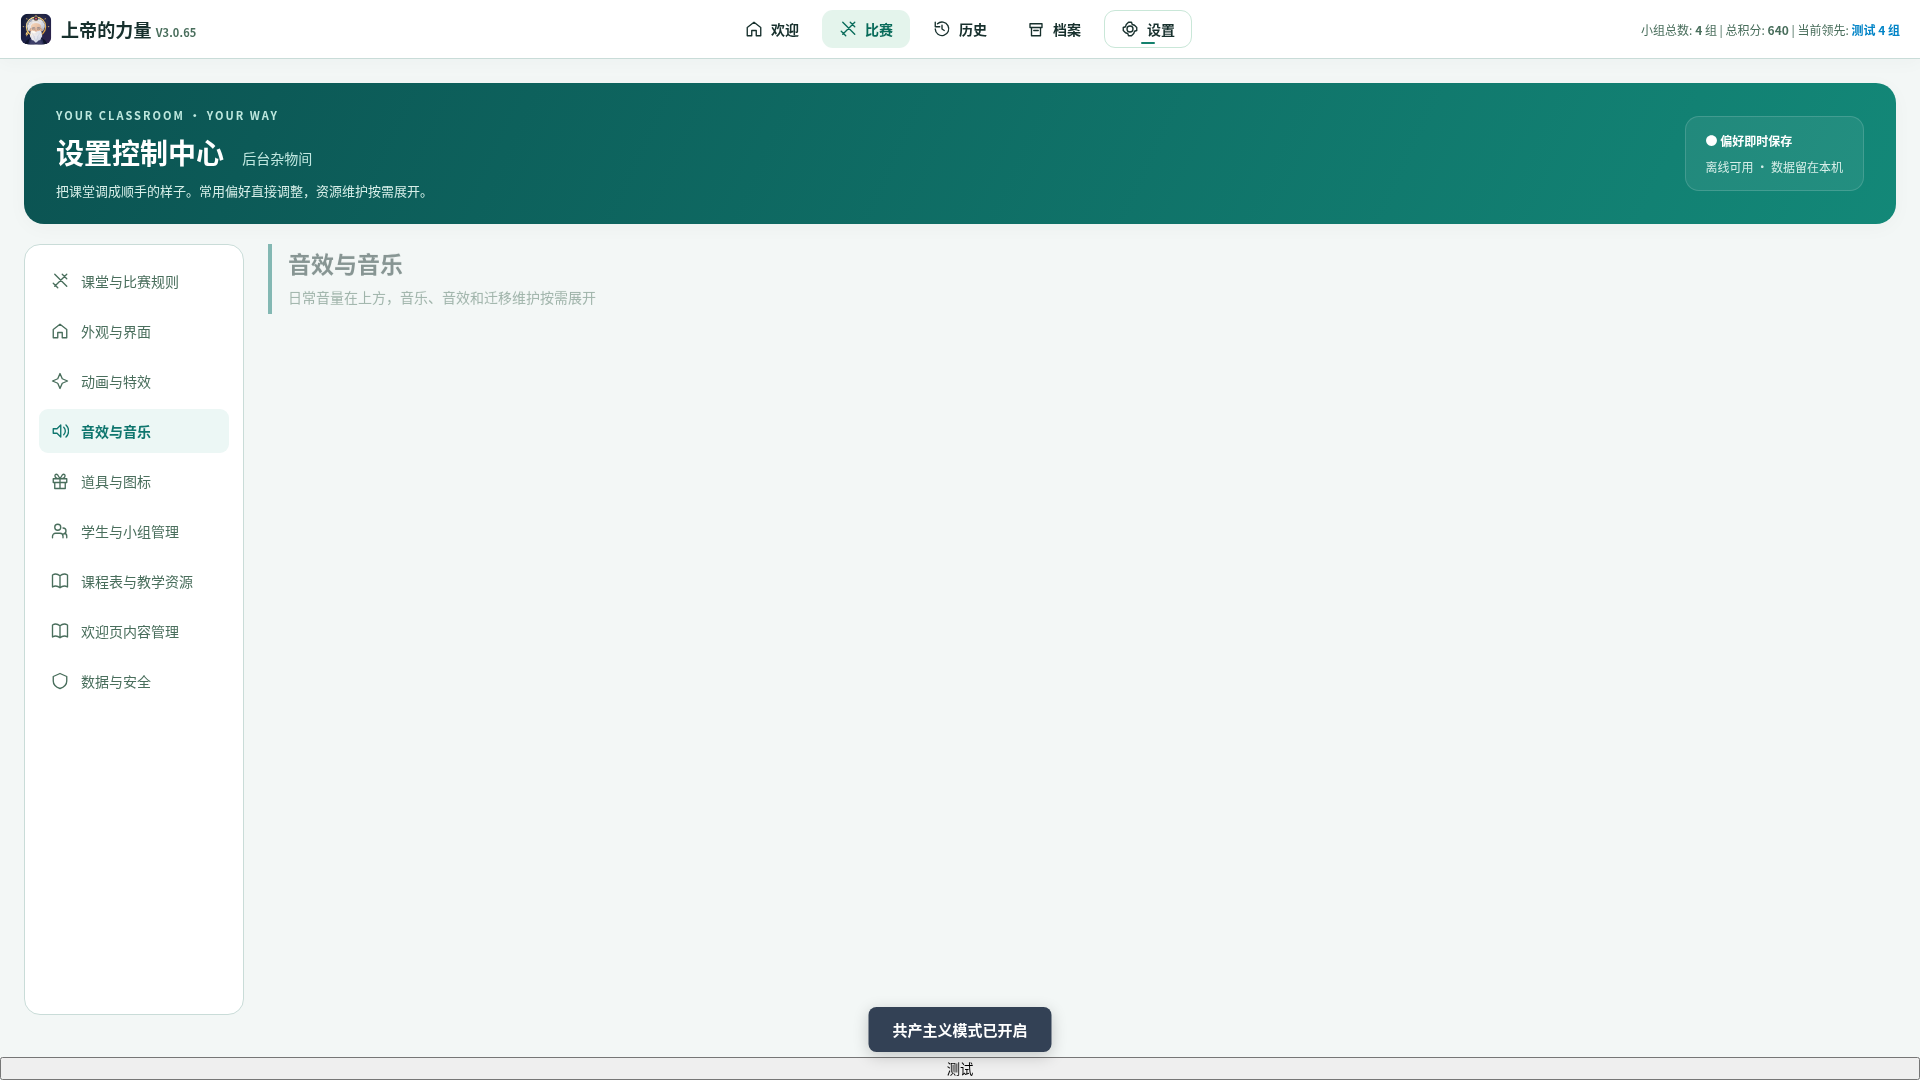 上帝的力量 V3.0.65
欢迎
比赛
历史
档案
设置
小组总数: 4 组 | 总积分: 640 | 当前领先: 测试 4 组
YOUR CLASSROOM · YOUR WAY
设置控制中心 后台杂物间
把课堂调成顺手的样子。常用偏好直接调整，资源维护按需展开。
偏好即时保存
离线可用 · 数据留在本机
课堂与比赛规则
外观与界面
动画与特效
音效与音乐
道具与图标
学生与小组管理
课程表与教学资源
欢迎页内容管理
数据与安全
音效与音乐
日常音量在上方，音乐、音效和迁移维护按需展开
共产主义模式已开启
测试